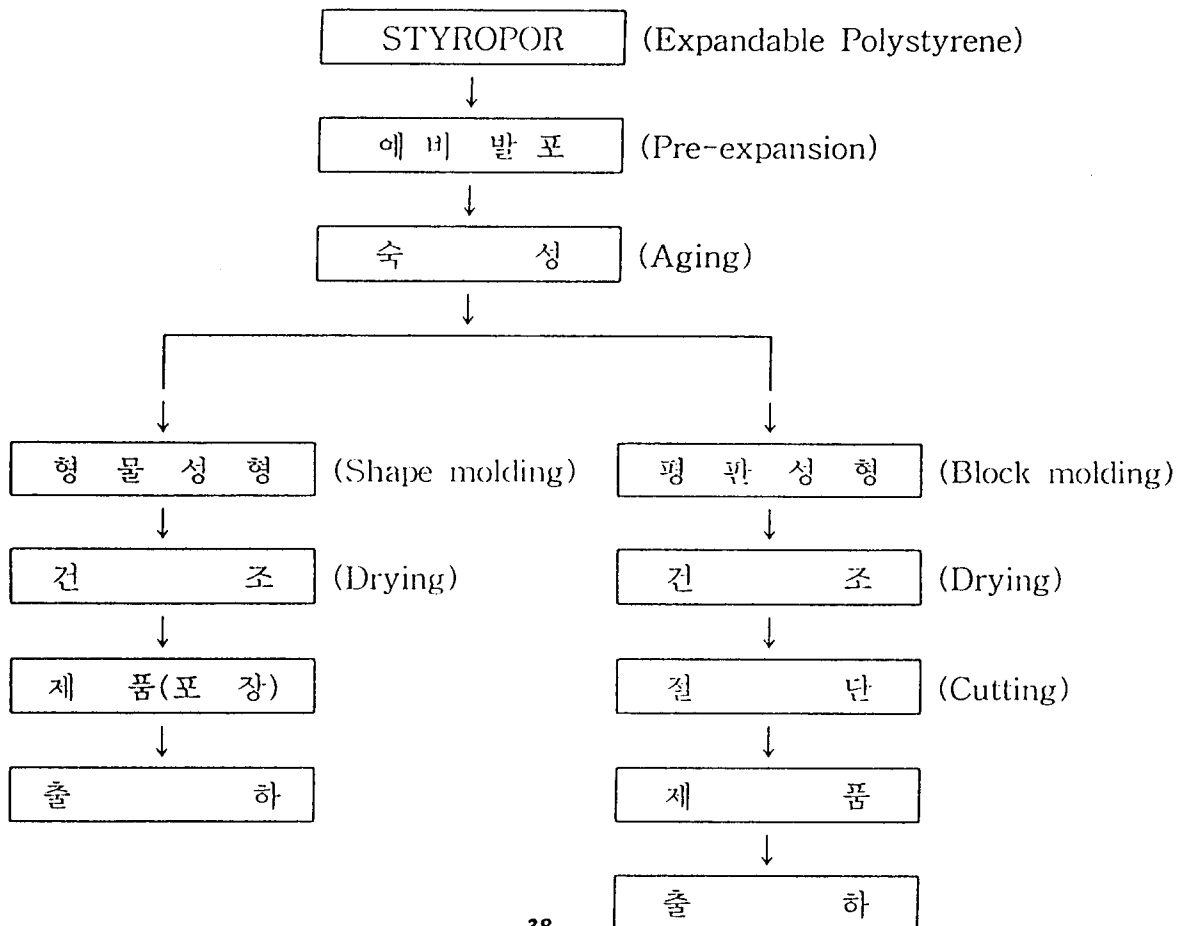 STYROPOR (Expandable Polystyrene)
예비 발포 (Pre-expansion)
숙 성 (Aging)
형 물 성 형 (Shape molding) 평 판 성 형 (Block molding)
건 조 (Drying) 건 조 (Drying)
제 품(포 장) 절 단 (Cutting)
출 하 제 품
출 하
38